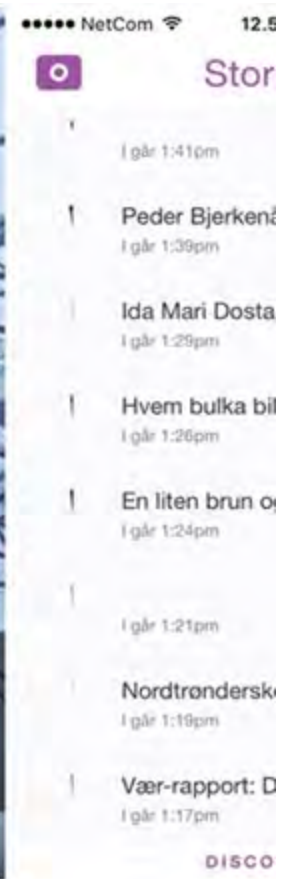 NetCom 12.5
Stor
I går 1:41pm
Peder Bjerkenå
I går 1:39pm
Ida Mari Dosta
I går 1:29pm
Hvem bulka bil
I går 1:26pm
En liten brun og
I går 1:24pm
I går 1:21pm
Nordtrøndersk
I går 1:19pm
Vær-rapport: D
I går 1:17pm
DISCO